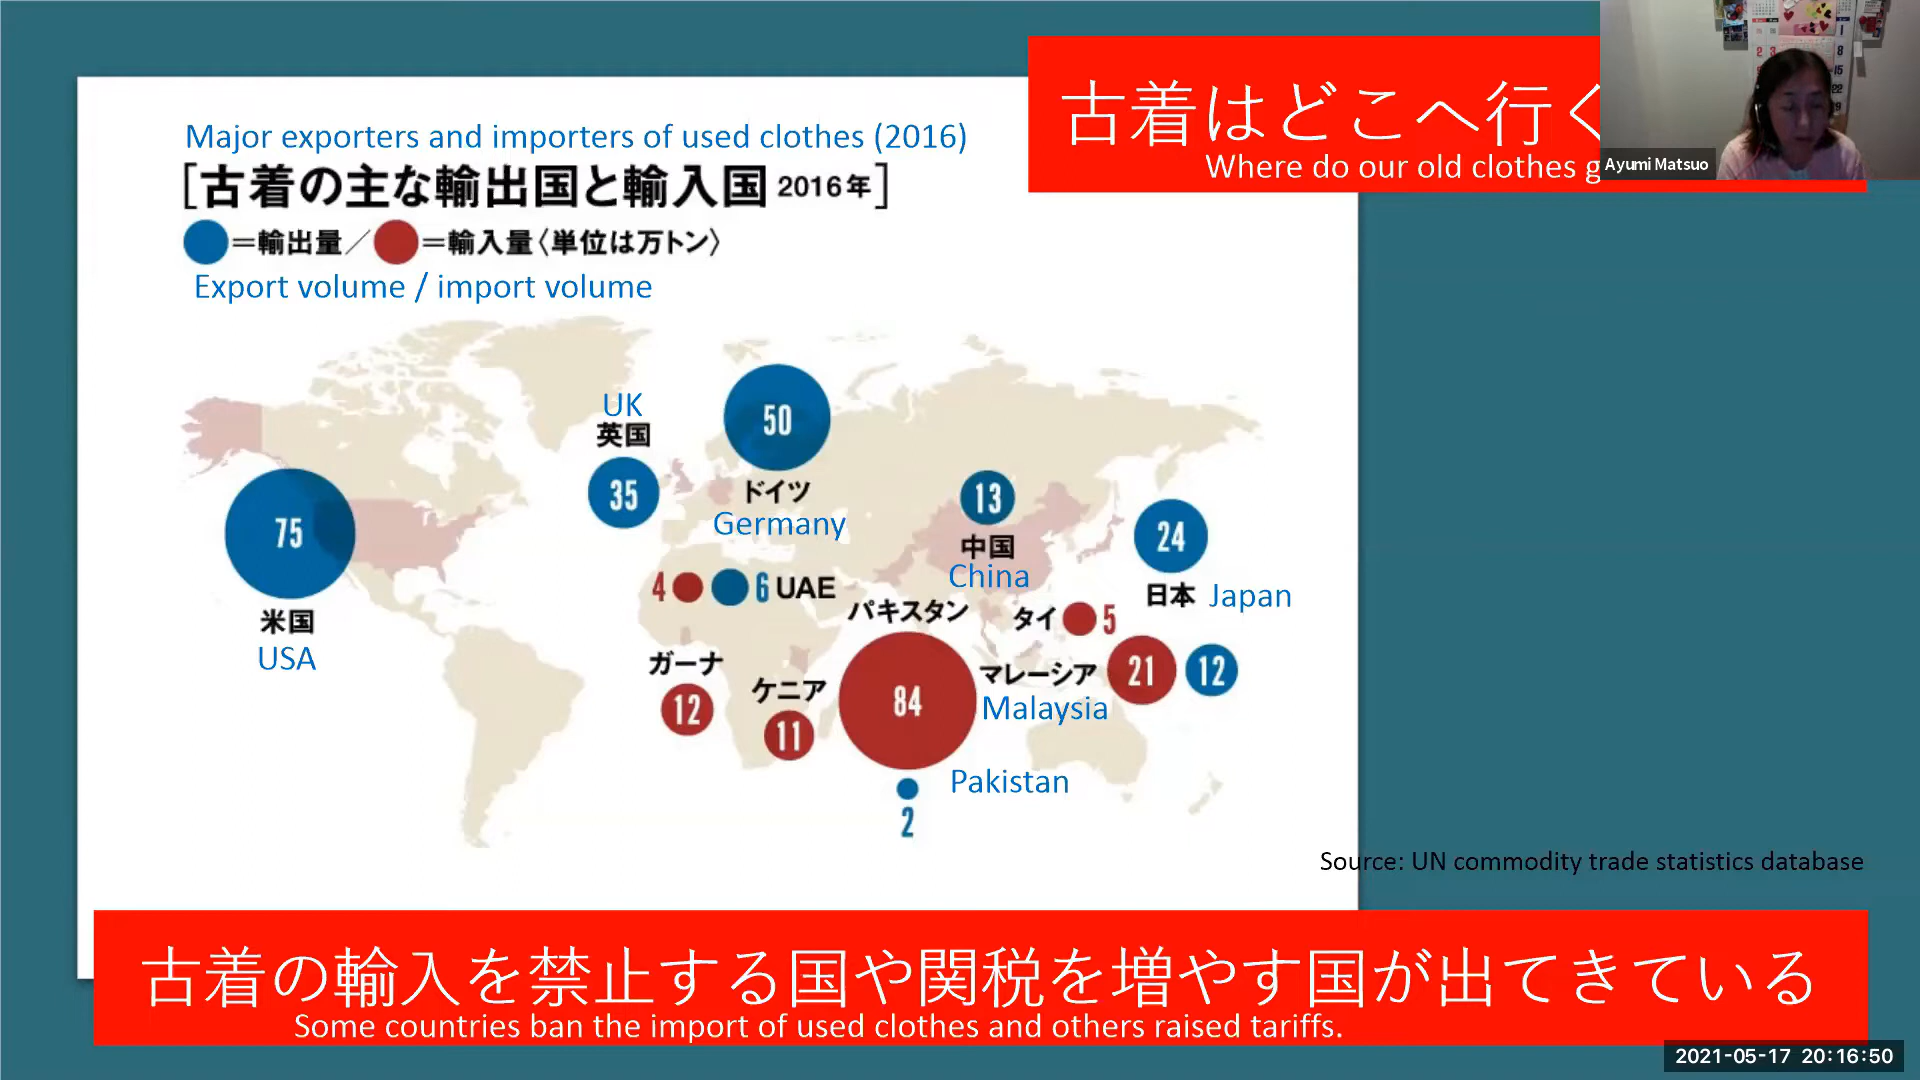 古着はどこへ行く
Where do our old clothes g
Ayumi Matsuo
Major exporters and importers of used clothes (2016)
[古着の主な輸出国と輸入国 2016年]
=輸出量/ =輸入量〈単位は万トン〉
Export volume / import volume
UK
英国
35
50
ドイツ
Germany
75
米国
USA
13
中国
China
24
日本 Japan
4 6 UAE
パキスタン
84
2
Pakistan
タイ 5
ガーナ
12
ケニア
11
マレーシア 21 12
Malaysia
Source: UN commodity trade statistics database
古着の輸入を禁止する国や関税を増やす国が出てきている
Some countries ban the import of used clothes and others raised tariffs.
2021-05-17 20:16:50